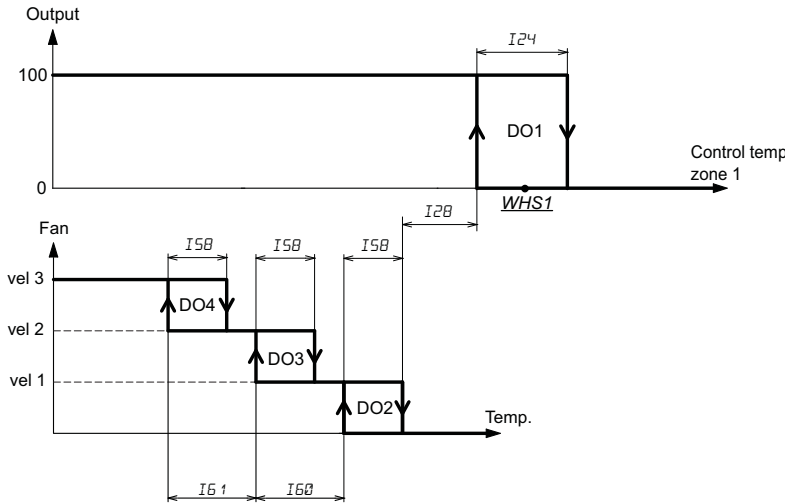 Output
I24
100
DO1
Control temp
zone 1
0
WHS1
Fan
I28
I58
I58
I58
vel 3
DO4
vel 2
DO3
vel 1
DO2
Temp.
I61
I60